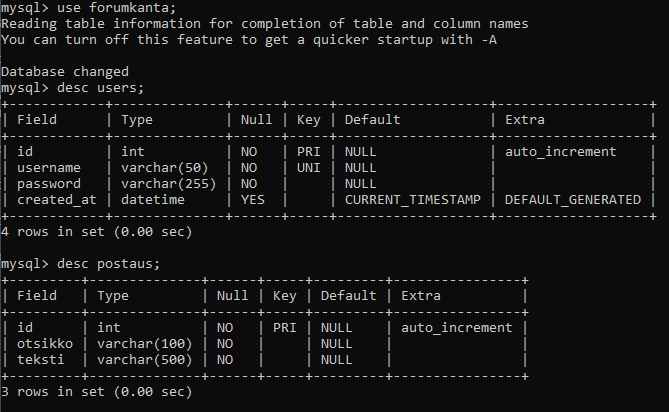 mysql> use forumkanta;
Reading table information for completion of table and column names
You can turn off this feature to get a quicker startup with -A

Database changed
mysql> desc users;
+------------+--------------+------+-----+-------------------+-------------------+
| Field      | Type         | Null | Key | Default           | Extra             |
+------------+--------------+------+-----+-------------------+-------------------+
| id         | int          | NO   | PRI | NULL              | auto_increment    |
| username   | varchar(50)  | NO   | UNI | NULL              |                   |
| password   | varchar(255) | NO   |     | NULL              |                   |
| created_at | datetime     | YES  |     | CURRENT_TIMESTAMP | DEFAULT_GENERATED |
+------------+--------------+------+-----+-------------------+-------------------+
4 rows in set (0.00 sec)

mysql> desc postaus;
+---------+--------------+------+-----+---------+----------------+
| Field   | Type         | Null | Key | Default | Extra          |
+---------+--------------+------+-----+---------+----------------+
| id      | int          | NO   | PRI | NULL    | auto_increment |
| otsikko | varchar(100) | NO   |     | NULL    |                |
| teksti  | varchar(500) | NO   |     | NULL    |                |
+---------+--------------+------+-----+---------+----------------+
3 rows in set (0.00 sec)